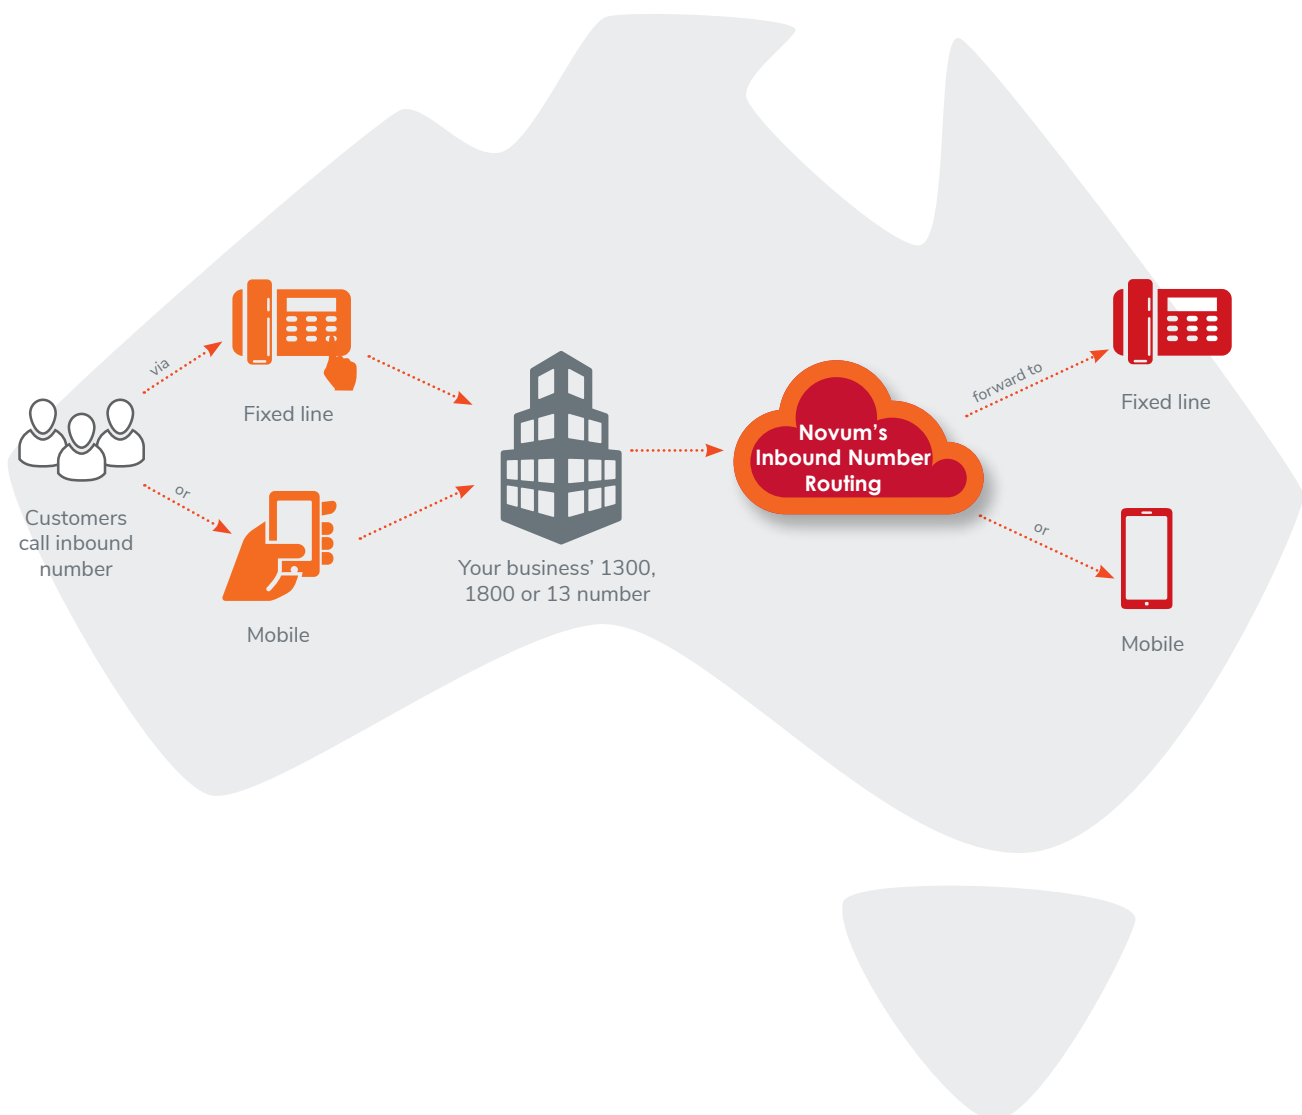 via
Fixed line
Customers
call inbound
number
or
Mobile
Your business’ 1300,
1800 or 13 number
Novum’s
Inbound Number
Routing
forward to
Fixed line
or
Mobile